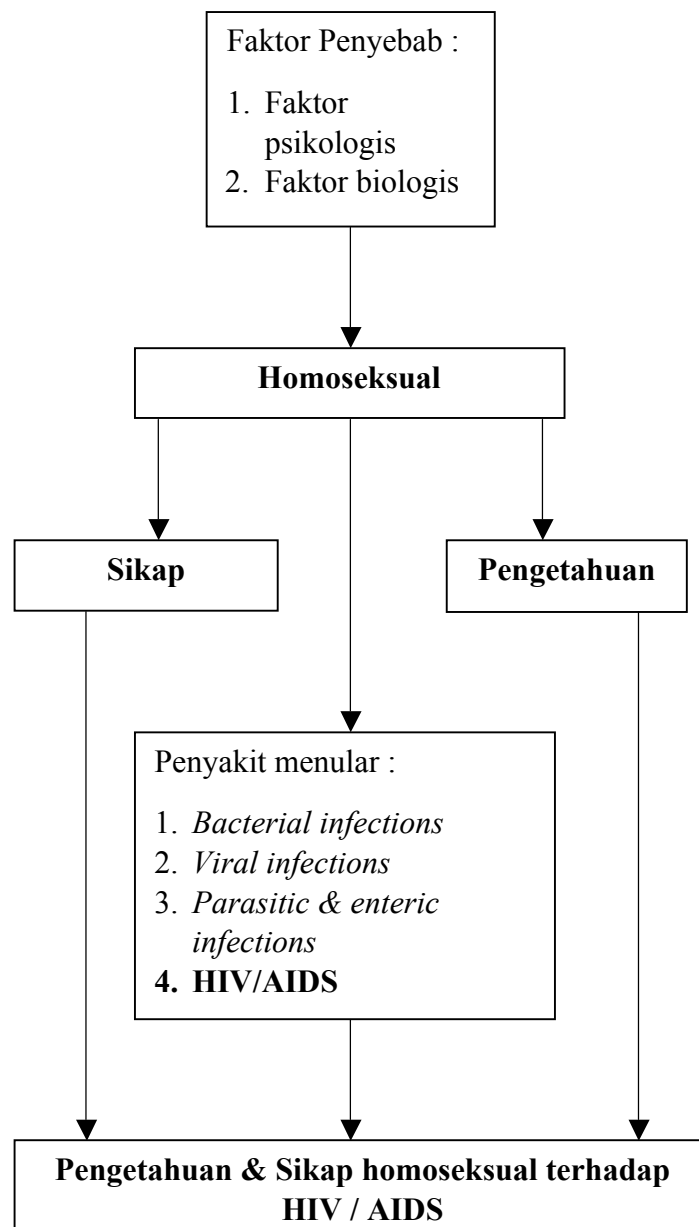 Faktor Penyebab :
1. Faktor
psikologis
2. Faktor biologis
Homoseksual
Sikap
Pengetahuan
Penyakit menular :
1. Bacterial infections
2. Viral infections
3. Parasitic & enteric
infections
4. HIV/AIDS
Pengetahuan & Sikap homoseksual terhadap
HIV / AIDS